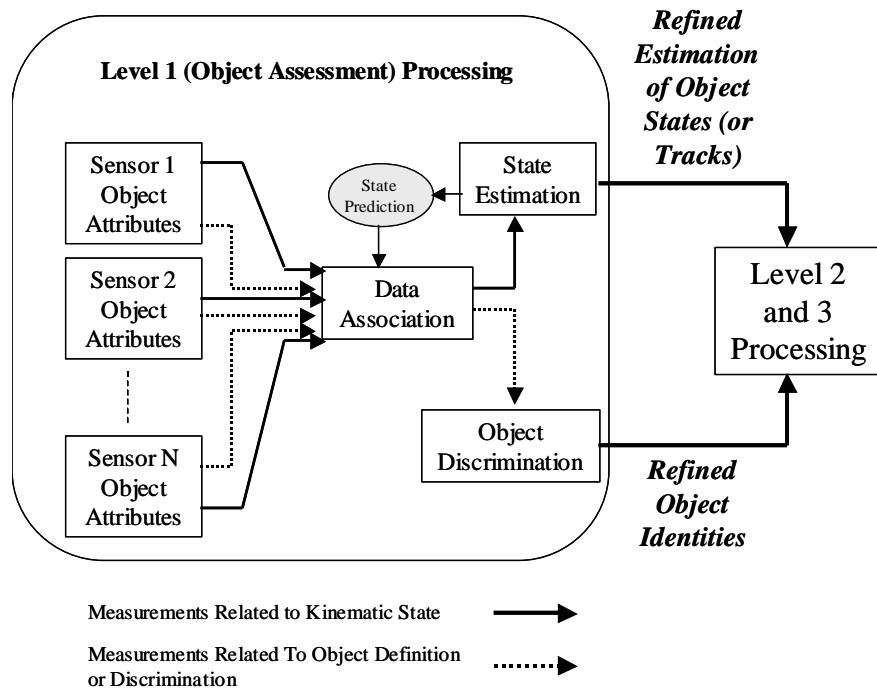 Level 1 (Object Assessment) Processing
Sensor 1
Object
Attributes
Sensor 2
Object
Attributes
Sensor N
Object
Attributes
State
Prediction
State
Estimation
Data
Association
Object
Discrimination
Refined
Estimation
of Object
States (or
Tracks)
Level 2
and 3
Processing
Refined
Object
Identities
Measurements Related to Kinematic State
Measurements Related To Object Definition
or Discrimination